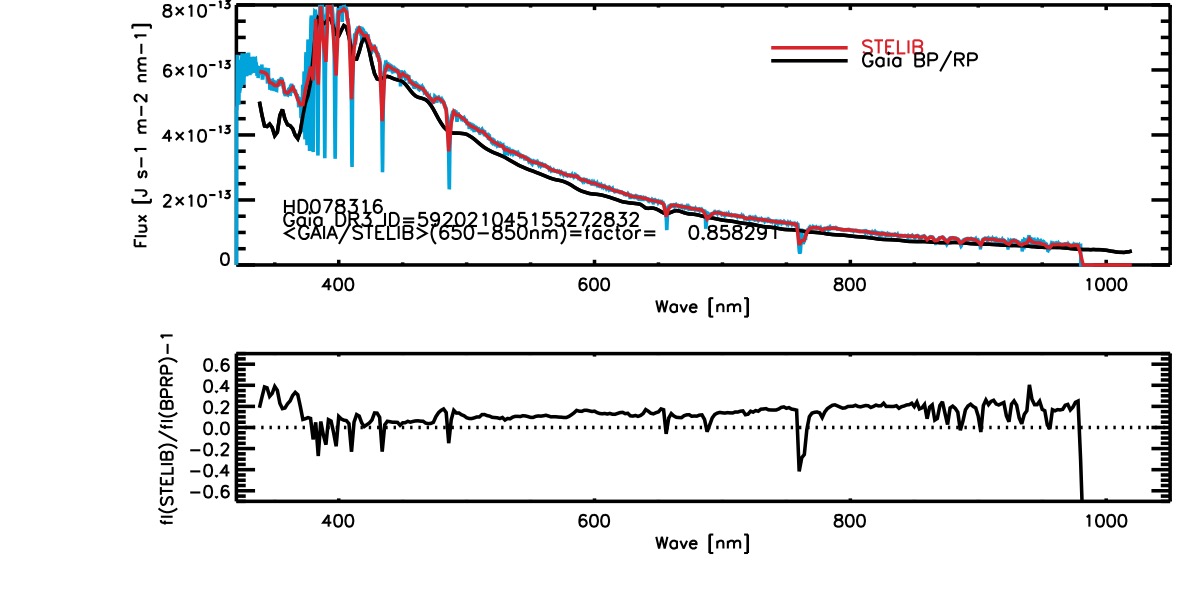 8×10-13
6×10-13
4×10-13
2×10-13
0
Flux [J s-1 m-2 nm-1]
STELIB
Gaia BP/RP
HD078316
Gaia DR3 ID=5920210451552728​32
<GAIA/STELIB>(650-850nm)=factor= 0.858291
400 600 800 1000
Wave [nm]
fl(STELIB)/fl(BPRP)-1
0.6
0.4
0.2
0.0
-0.2
-0.4
-0.6
400 600 800 1000
Wave [nm]